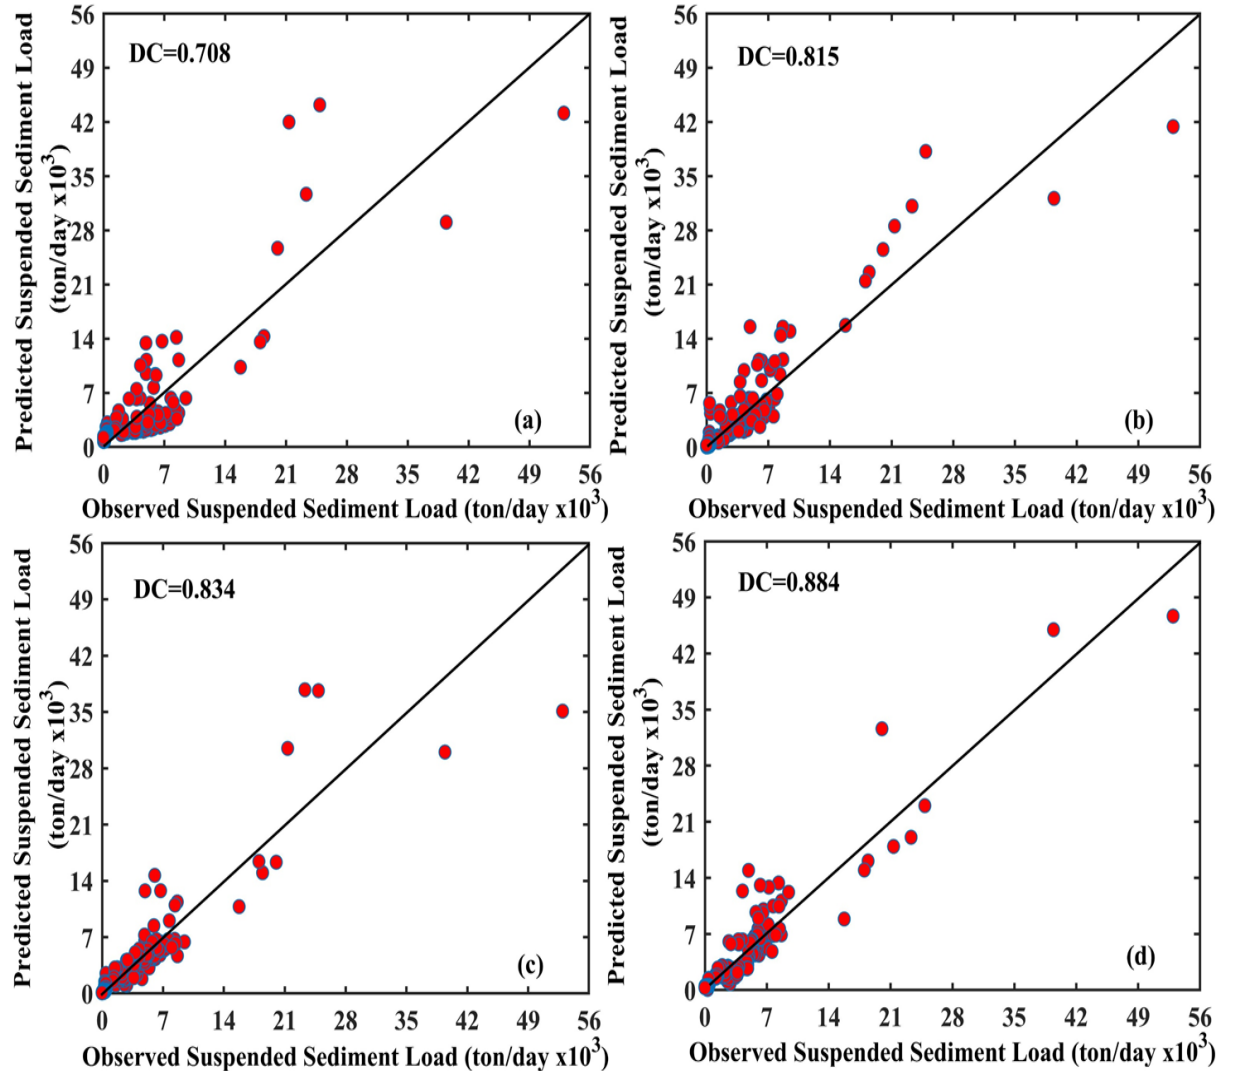 56
49
42
35
28
21
14
7
0
DC=0.708
(a)
0 7 14 21 28 35 42 49 56
Predicted Suspended Sediment Load
(ton/day x10³)
Observed Suspended Sediment Load (ton/day x10³)
56
49
42
35
28
21
14
7
0
DC=0.815
(b)
0 7 14 21 28 35 42 49 56
Predicted Suspended Sediment Load
(ton/day x10³)
Observed Suspended Sediment Load (ton/day x10³)
56
49
42
35
28
21
14
7
0
DC=0.834
(c)
0 7 14 21 28 35 42 49 56
Predicted Suspended Sediment Load
(ton/day x10³)
Observed Suspended Sediment Load (ton/day x10³)
56
49
42
35
28
21
14
7
0
DC=0.884
(d)
0 7 14 21 28 35 42 49 56
Predicted Suspended Sediment Load
(ton/day x10³)
Observed Suspended Sediment Load (ton/day x10³)